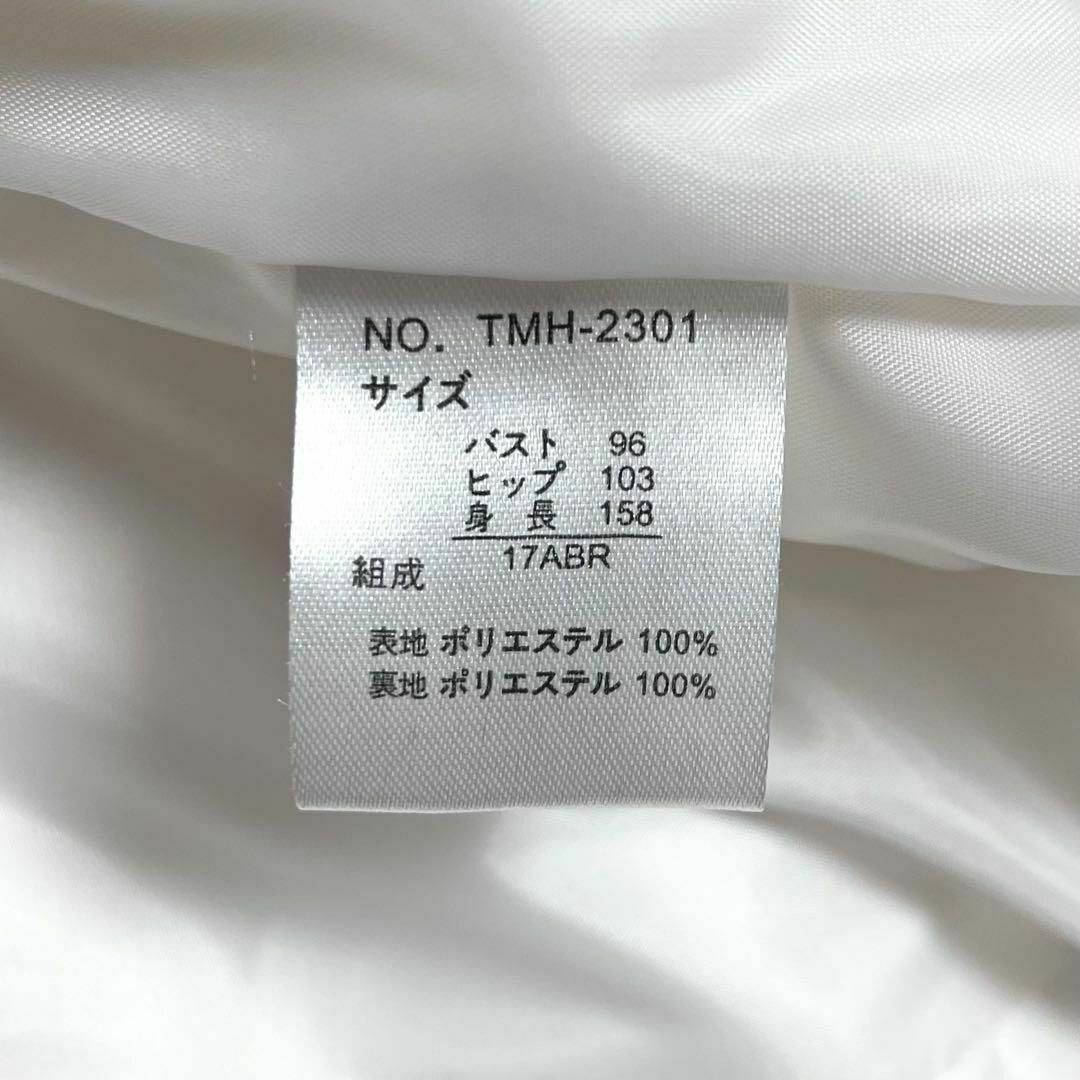 NO. TMH-2301
サイズ
バスト 96
ヒップ 103
身 長 158
17ABR
組成
表地 ポリエステル 100%
裏地 ポリエステル 100%